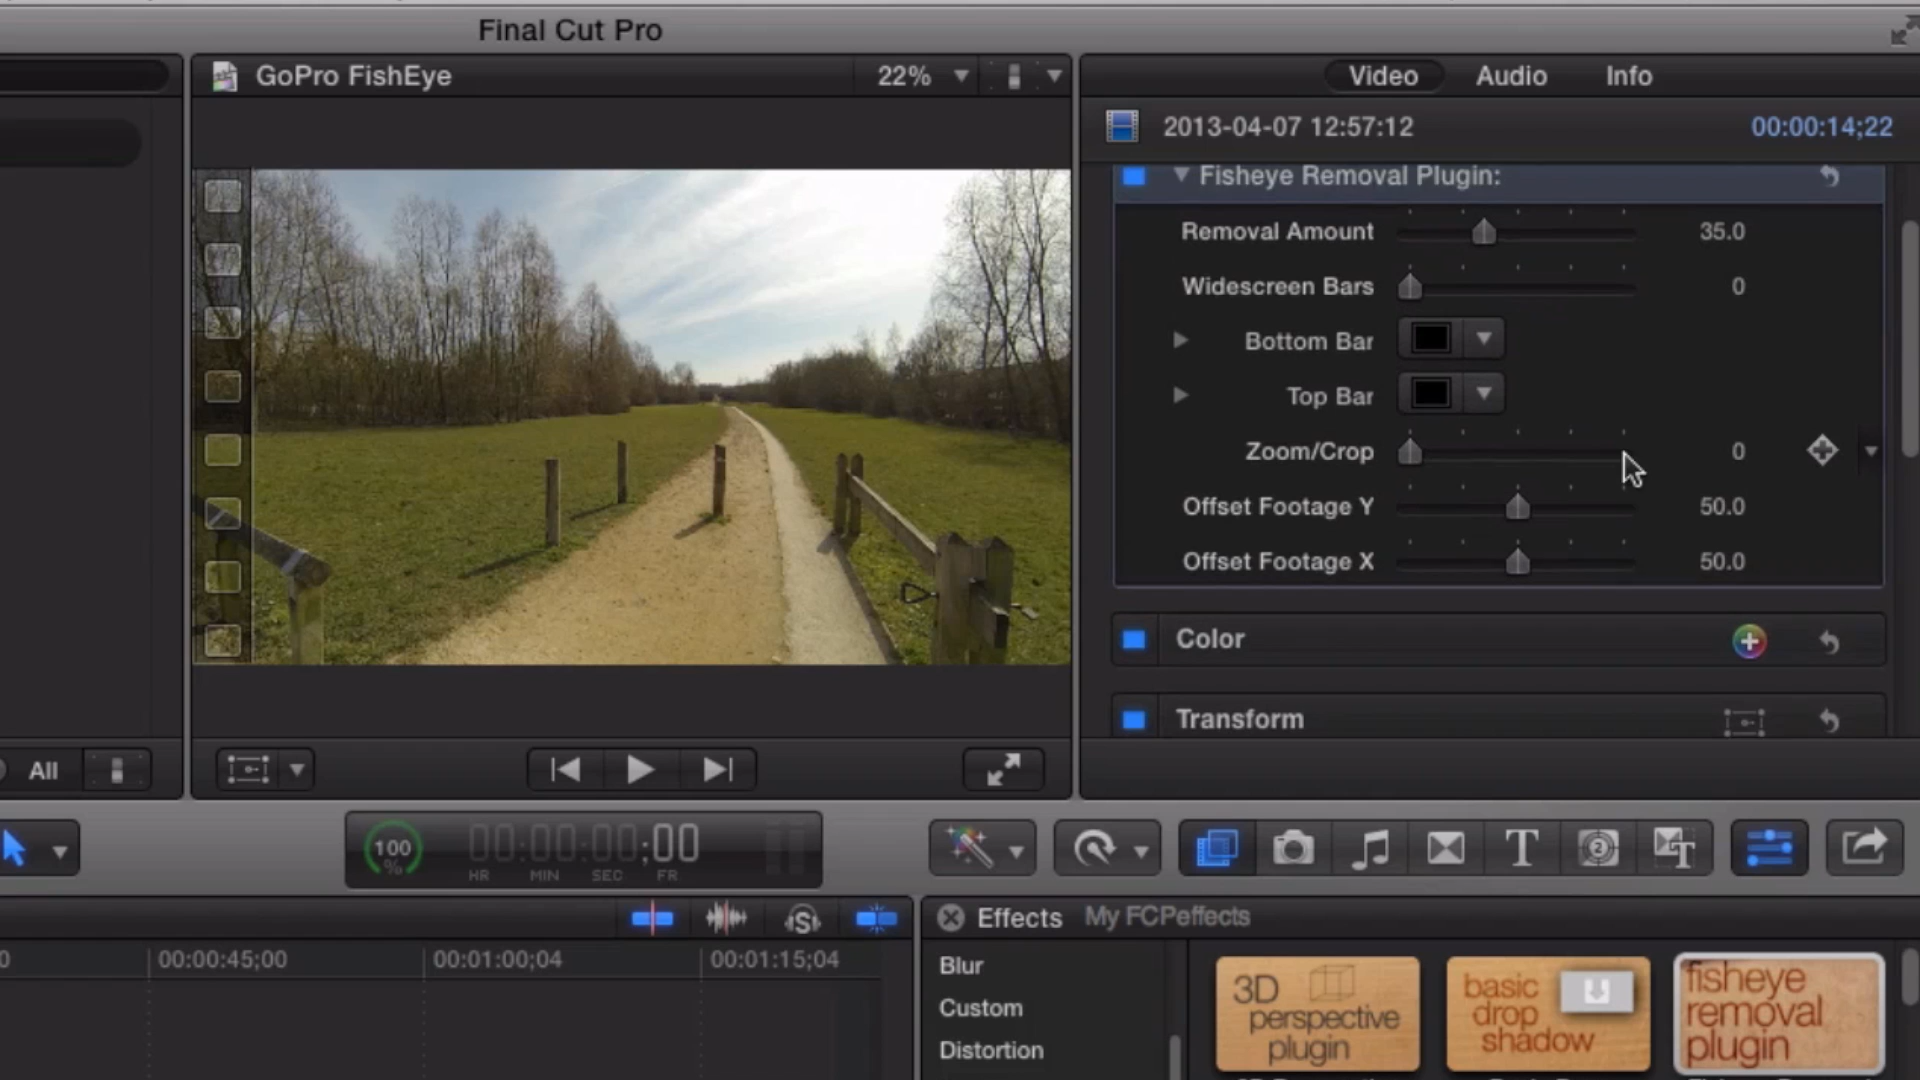 Final Cut Pro
GoPro FishEye
22%
Video
Audio
Info
2013-04-07 12:57:12
00:00:14;22
Fisheye Removal Plugin:
Removal Amount
35.0
Widescreen Bars
0
Bottom Bar
Top Bar
Zoom/Crop
0
Offset Footage Y
50.0
Offset Footage X
50.0
Color
Transform
All
100
%
00:00:00;00
HR MIN SEC FR
Effects
My FCPeffects
0
00:00:45;00
00:01:00;04
00:01:15;04
Blur
Custom
Distortion
3D
perspective
plugin
basic
drop
shadow
fisheye
removal
plugin